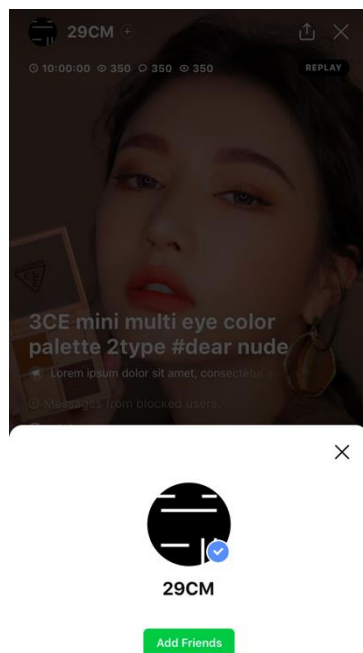 29CM
10:00:00 350 350 350
REPLAY
3CE
3CE mini multi eye color
palette 2type #dear nude
Lorem ipsum dolor sit amet, consectetur
Messages from blocked users.
29CM
Add Friends